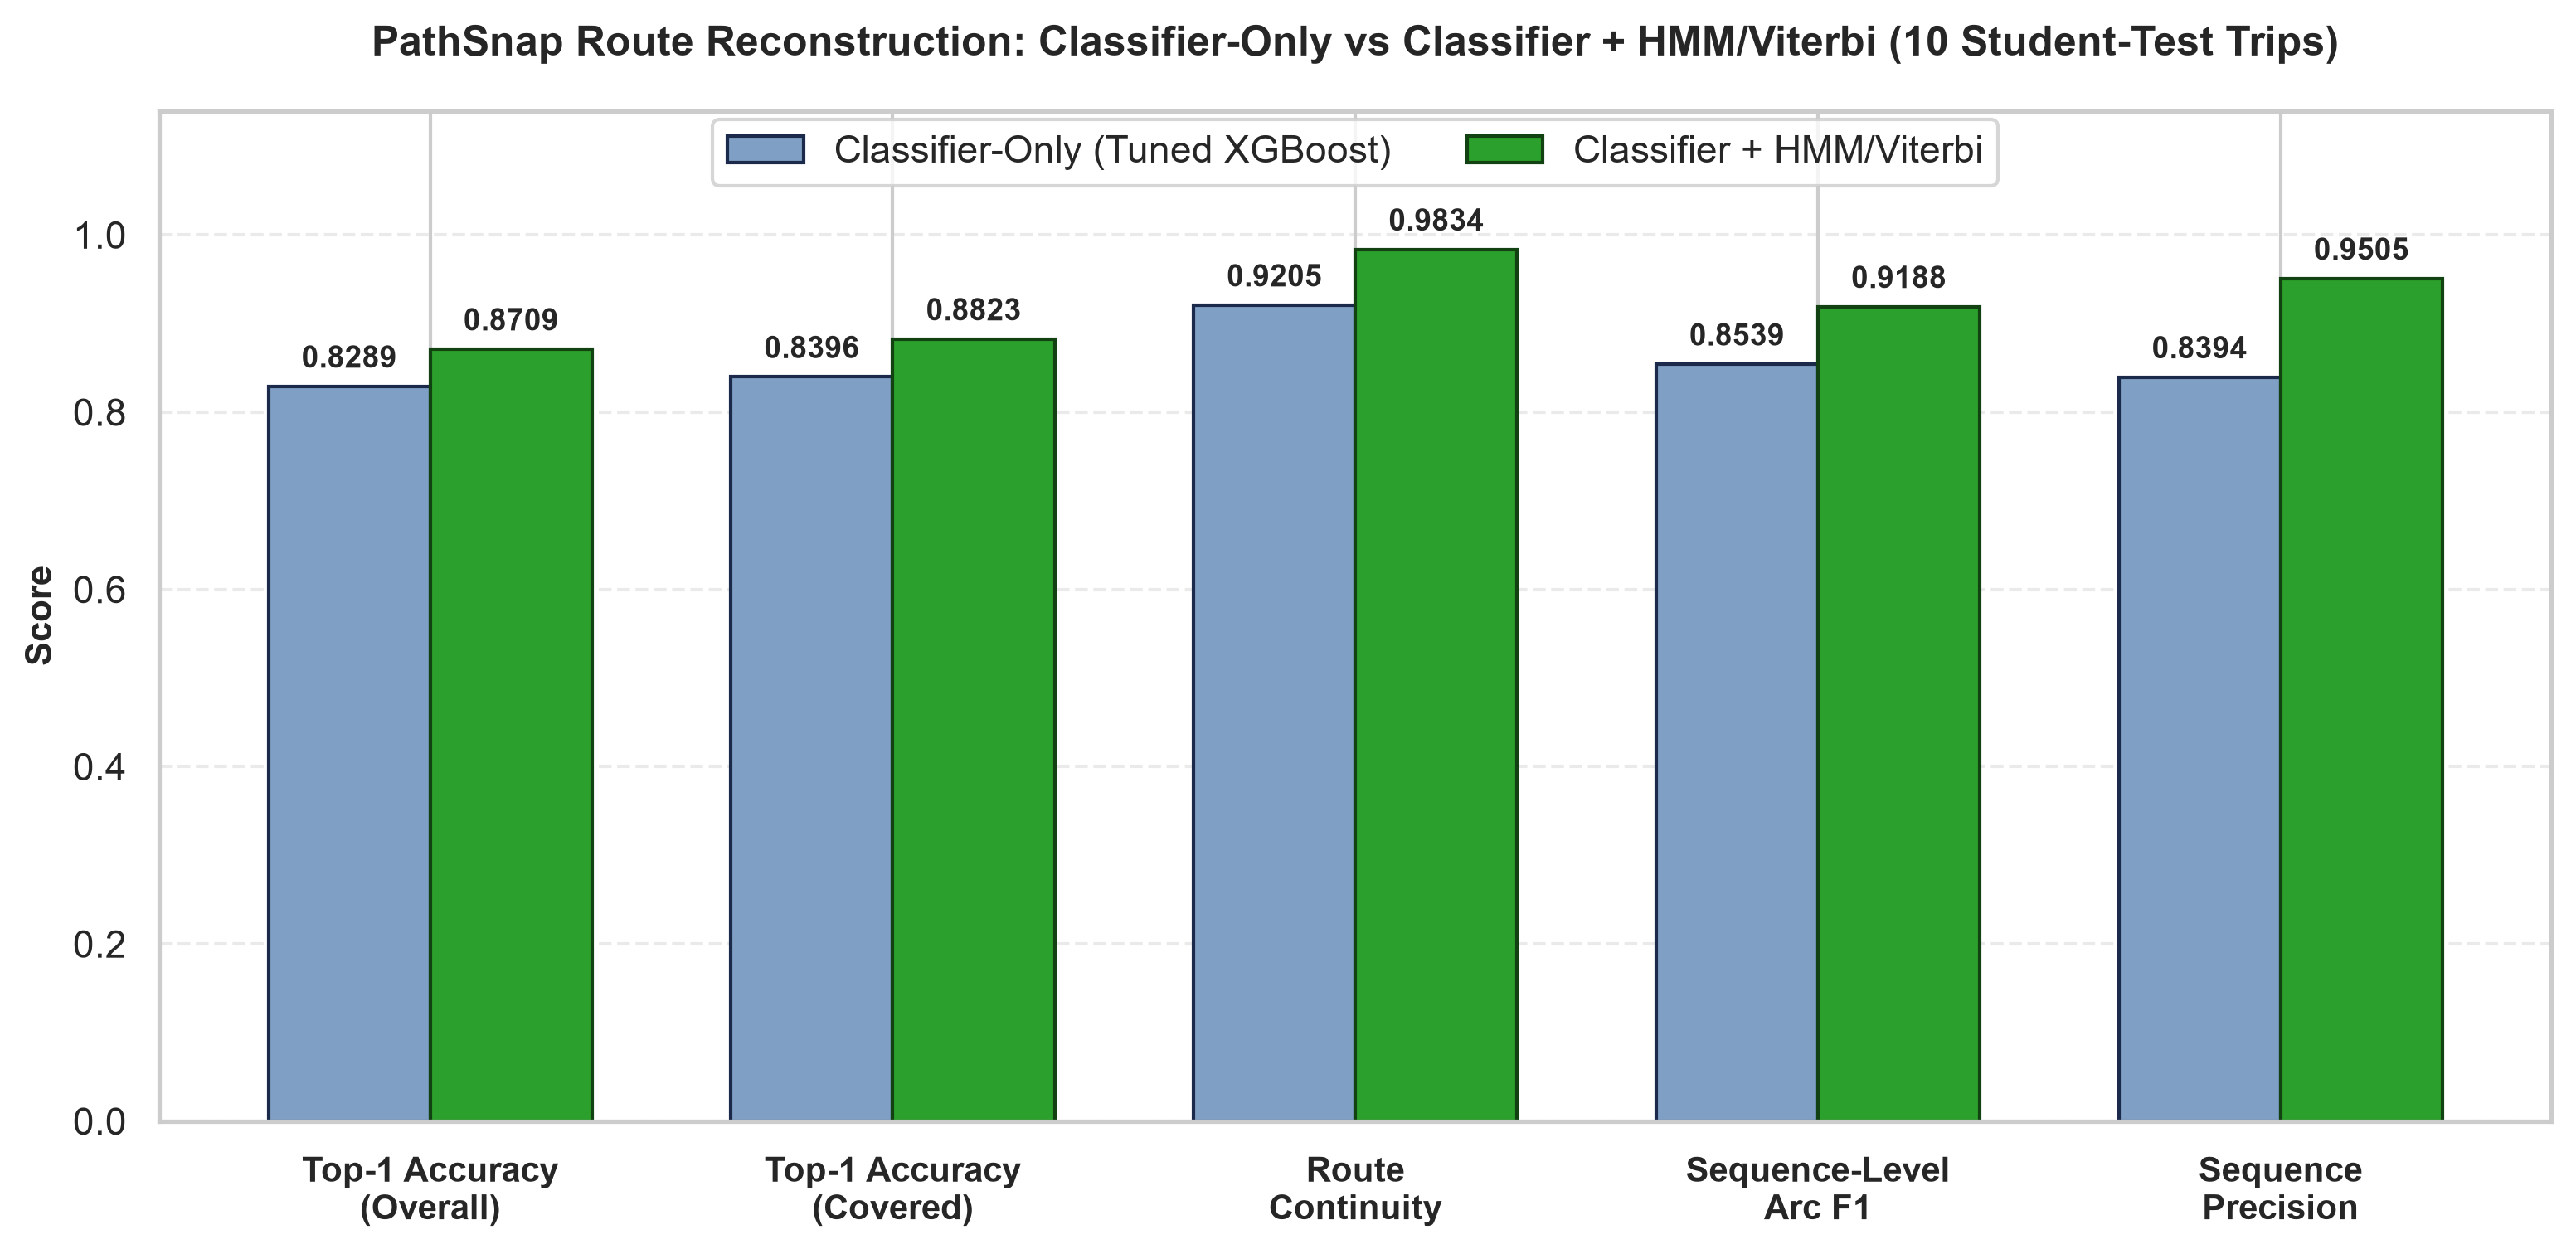 PathSnap Route Reconstruction: Classifier-Only vs Classifier + HMM/Viterbi (10 Student-Test Trips)
Classifier-Only (Tuned XGBoost)
Classifier + HMM/Viterbi
Score
1.0
0.8
0.6
0.4
0.2
0.0
0.8289
0.8709
0.8396
0.8823
0.9205
0.9834
0.8539
0.9188
0.8394
0.9505
Top-1 Accuracy
(Overall)
Top-1 Accuracy
(Covered)
Route
Continuity
Sequence-Level
Arc F1
Sequence
Precision